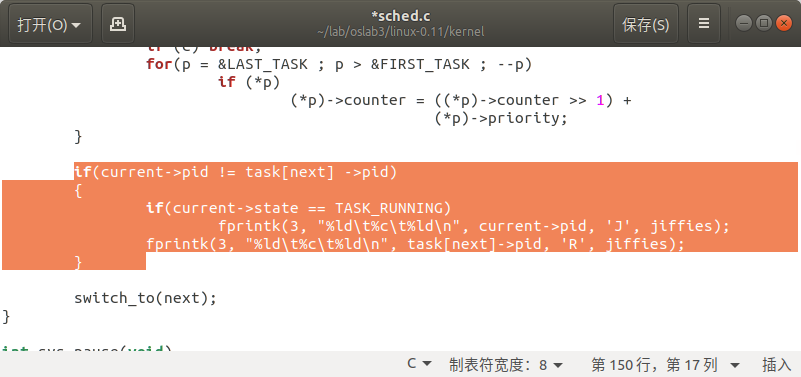 打开(O)
*sched.c
~/lab/oslab3/linux-0.11/kernel
保存(S)
if (c) break;
for(p = &LAST_TASK ; p > &FIRST_TASK ; --p)
if (*p)
(*p)->counter = ((*p)->counter >> 1) +
(*p)->priority;
}
if(current->pid != task[next] ->pid)
{
if(current->state == TASK_RUNNING)
fprintk(3, "%ld\t%c\t%ld\n", current->pid, 'J', jiffies);
fprintk(3, "%ld\t%c\t%ld\n", task[next]->pid, 'R', jiffies);
}
switch_to(next);
}
int sys_pause(void)
C
制表符宽度：8
第 150 行，第 17 列
插入